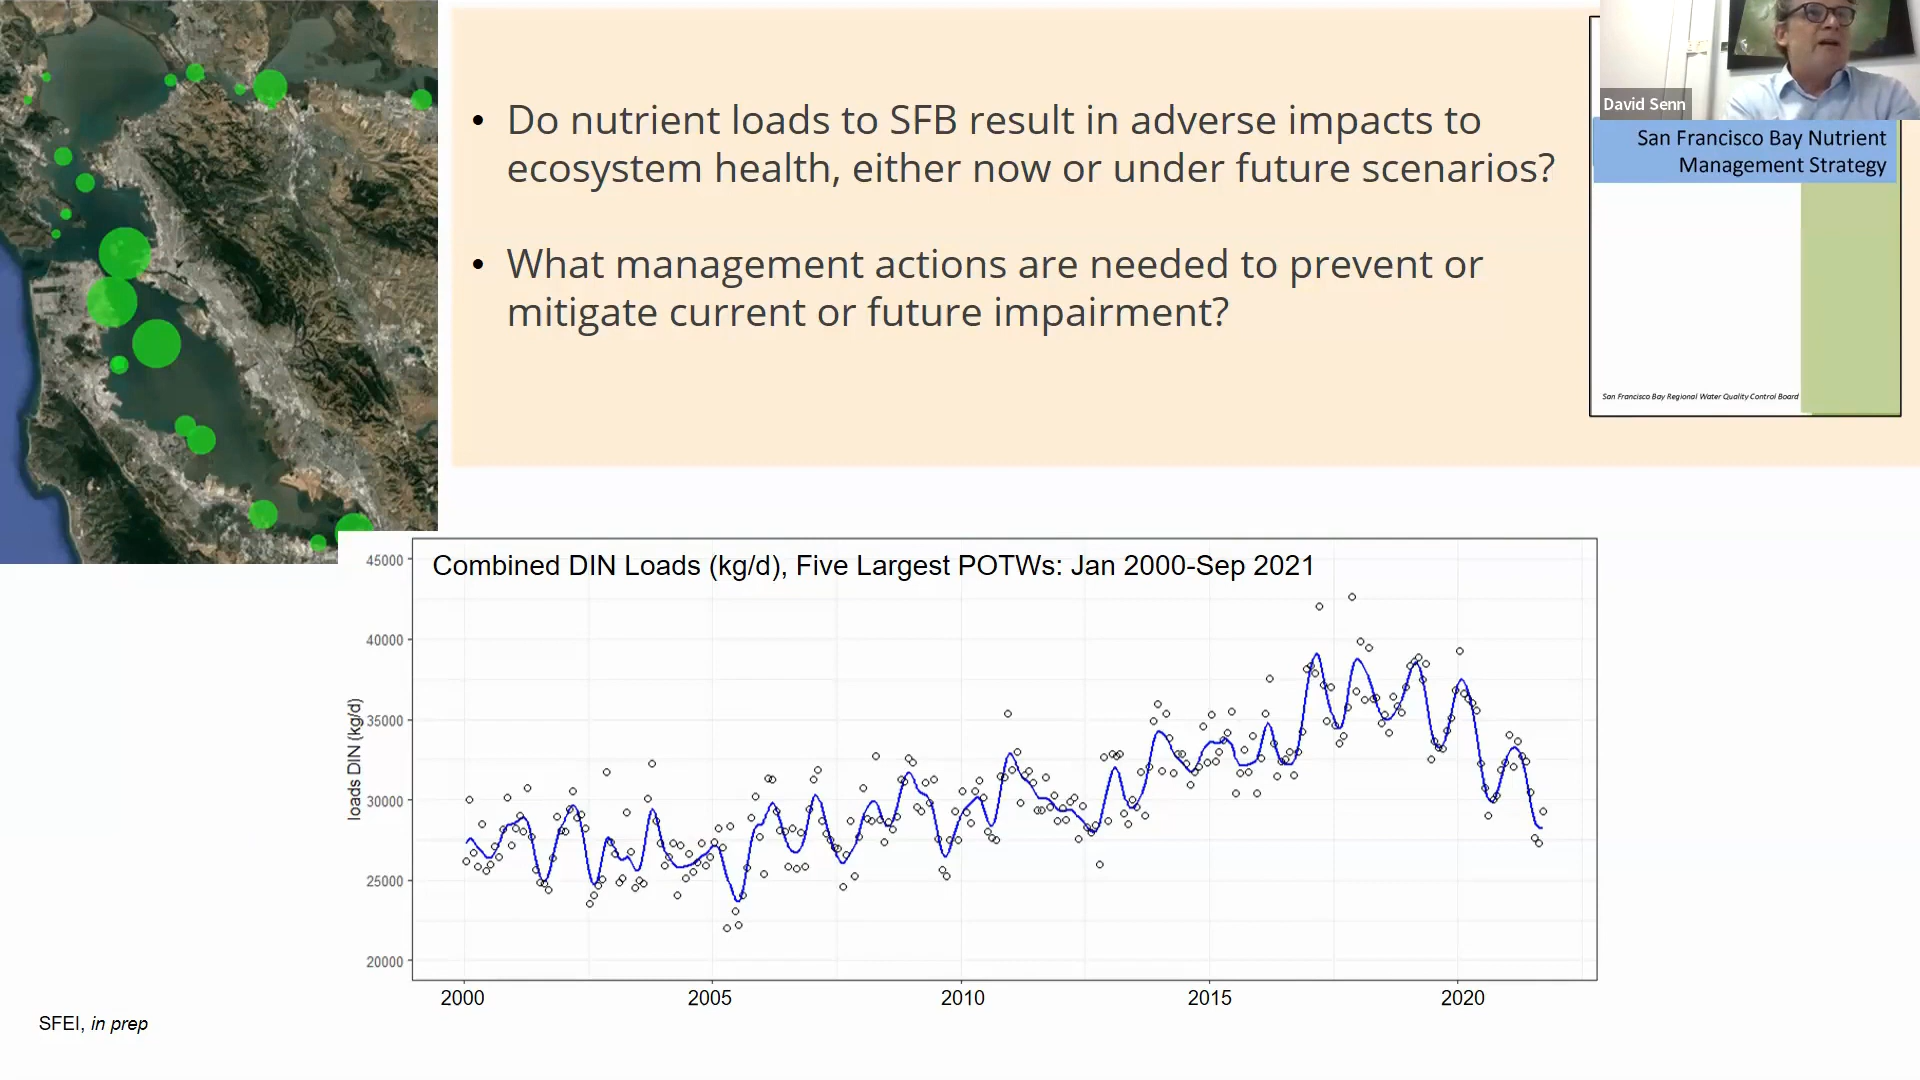 • Do nutrient loads to SFB result in adverse impacts to
ecosystem health, either now or under future scenarios?
• What management actions are needed to prevent or
mitigate current or future impairment?
David Senn
San Francisco Bay Nutrient
Management Strategy
San Francisco Bay Regional Water Quality Control Board
Combined DIN Loads (kg/d), Five Largest POTWs: Jan 2000-Sep 2021
loads DIN (kg/d)
45000
40000
35000
30000
25000
20000
2000 2005 2010 2015 2020
SFEI, in prep